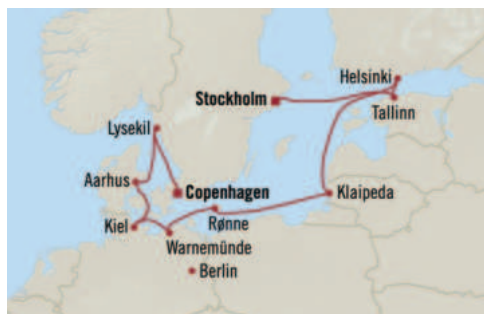 Helsinki
Stockholm
Tallinn
Lysekil
Aarhus
Copenhagen
Klaipeda
Kiel
Rønne
Warnemünde
Berlin